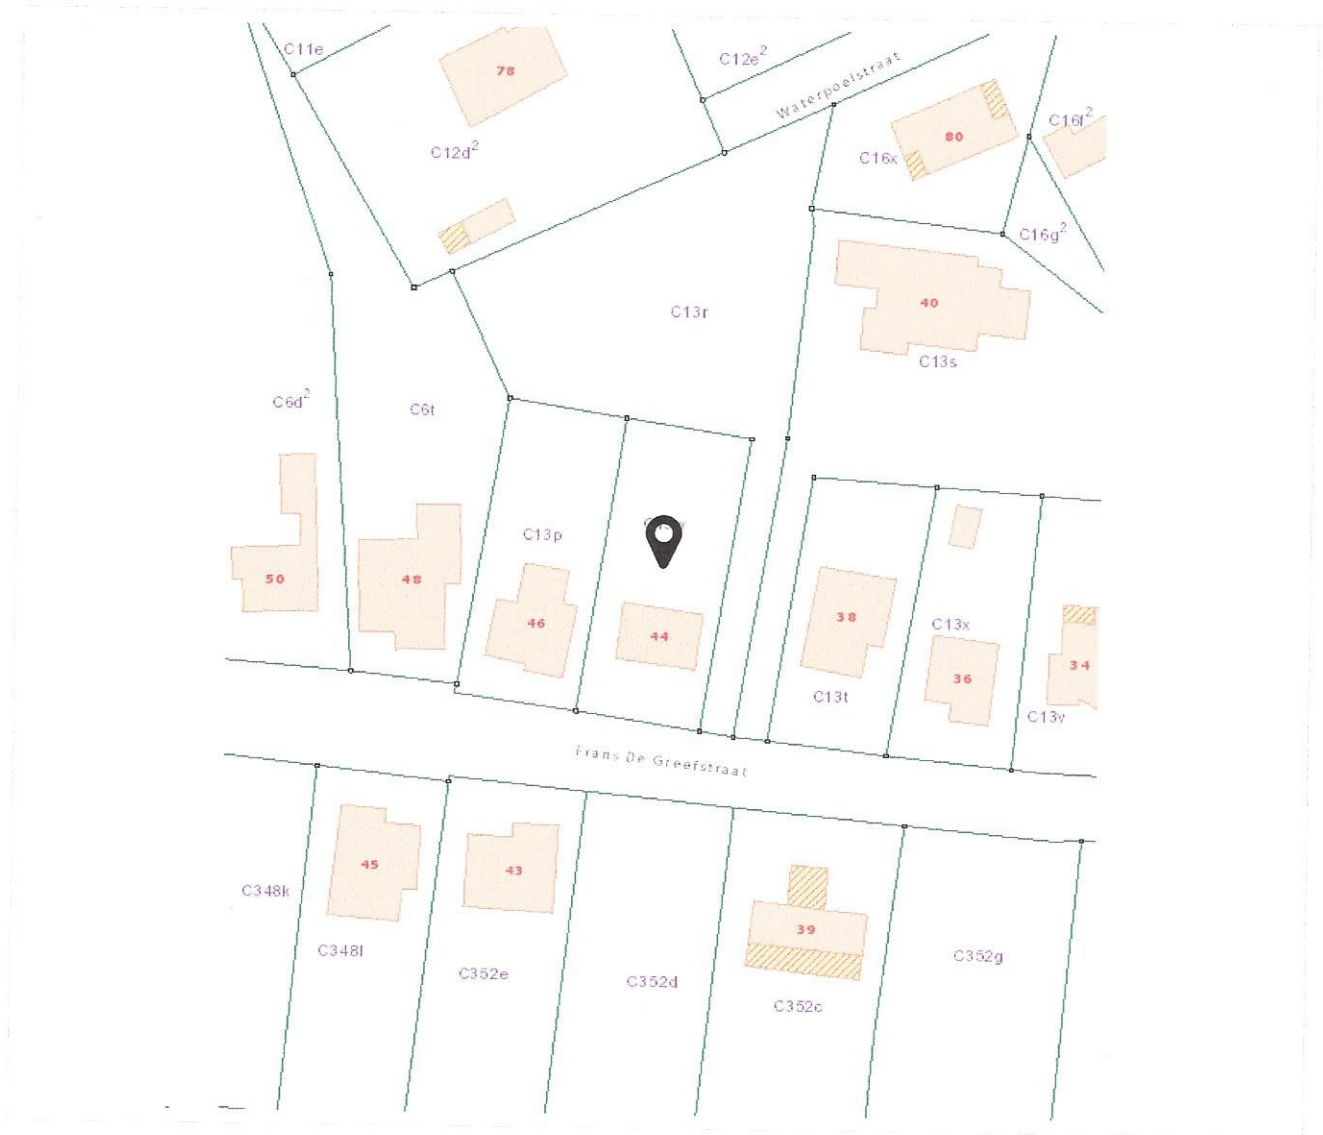 C11e
78
C12e²
Waterpoelstraat
C12d²
C16x
80
C16f²
C16g²
C13r
40
C13s
C6d²
C6t
C13p
50
48
46
44
38
C13x
36
34
C13t
C13v
Frans De Greefstraat
45
43
39
C348k
C348l
C352e
C352d
C352c
C352g